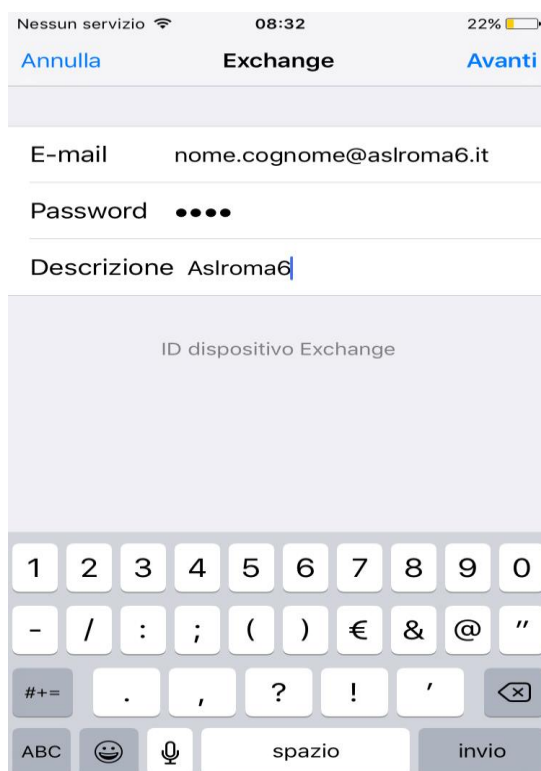 Nessun servizio 08:32 22%
Annulla Exchange Avanti
E-mail nome.cognome@aslroma6.it
Password ••••
Descrizione Aslroma6
ID dispositivo Exchange
1 2 3 4 5 6 7 8 9 0
- / : ; ( ) € & @ "
#+= . , ? ! '
ABC spazio invio